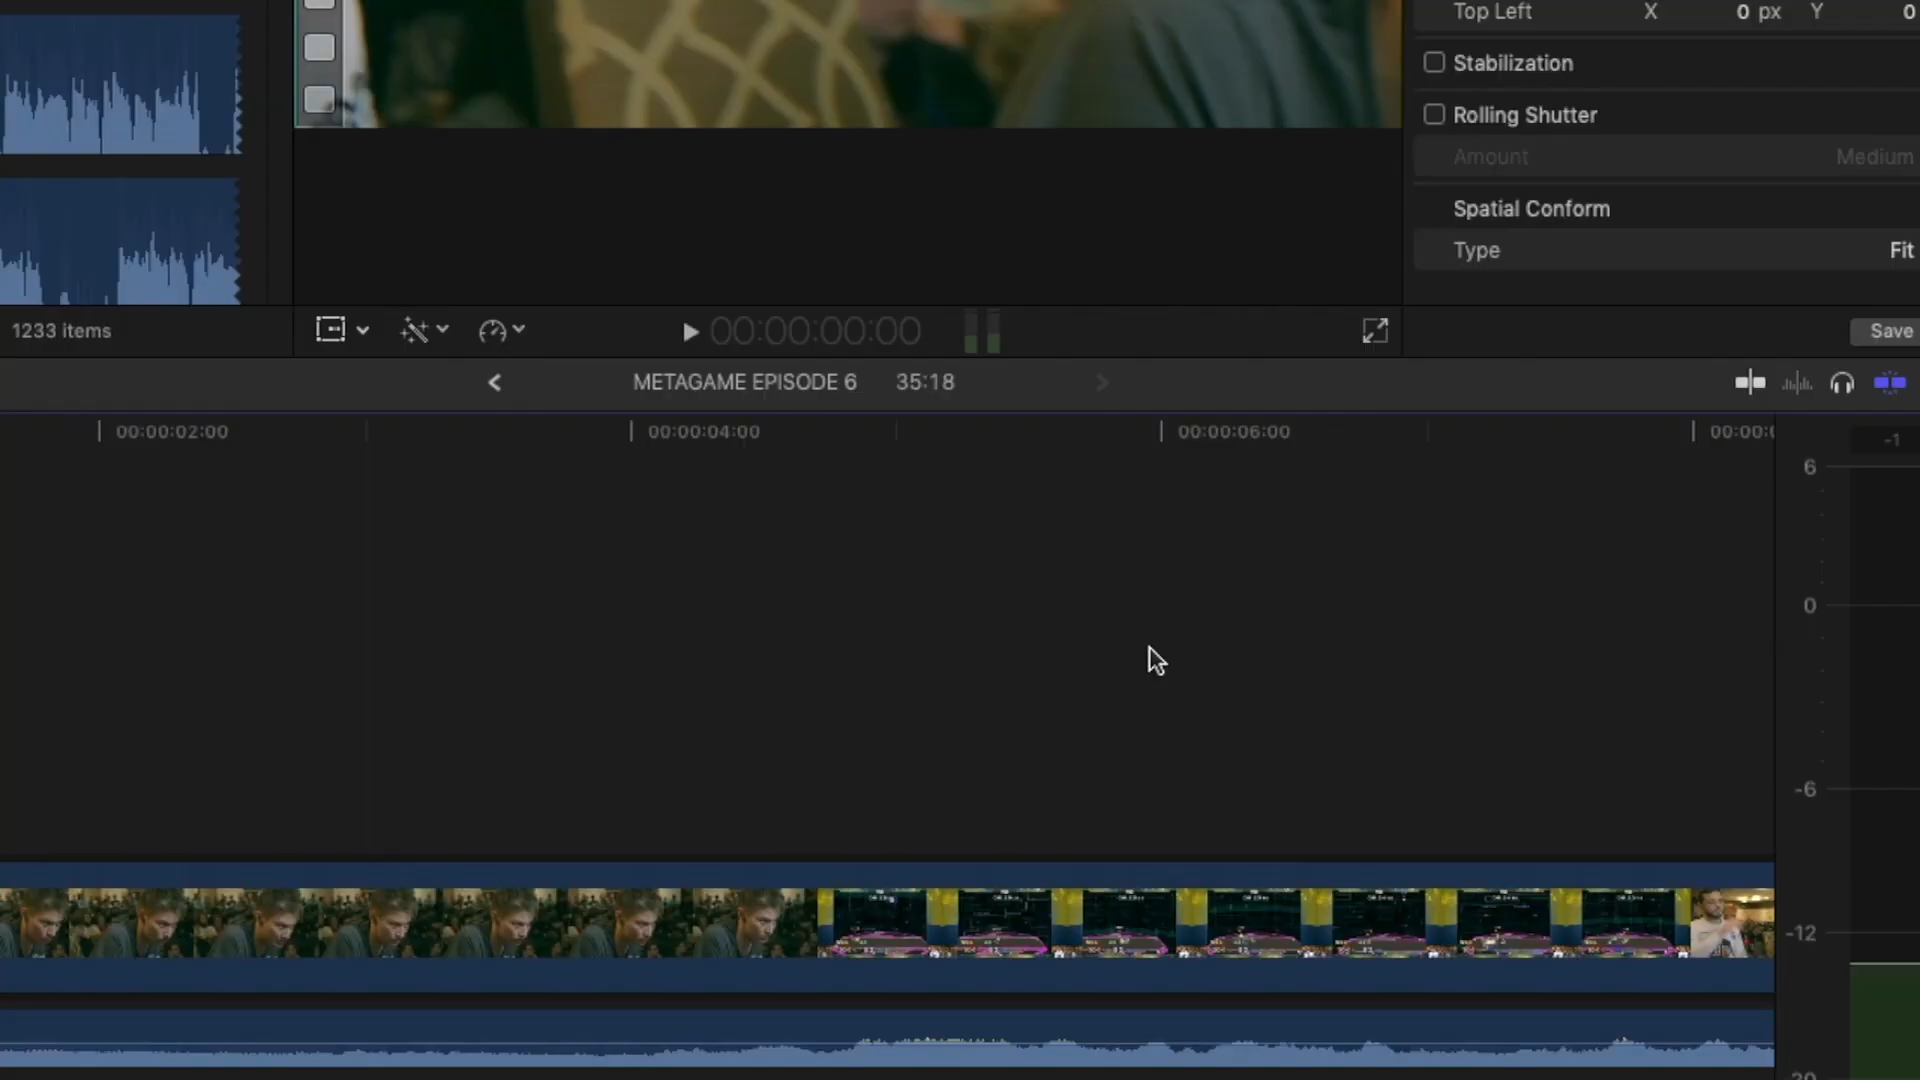 Top Left X 0 px Y 0
Stabilization
Rolling Shutter
Amount Medium
Spatial Conform
Type Fit
1233 items
00:00:00:00
Save
METAGAME EPISODE 6 35:18
00:00:02:00 00:00:04:00 00:00:06:00
-1
6
0
-6
-12